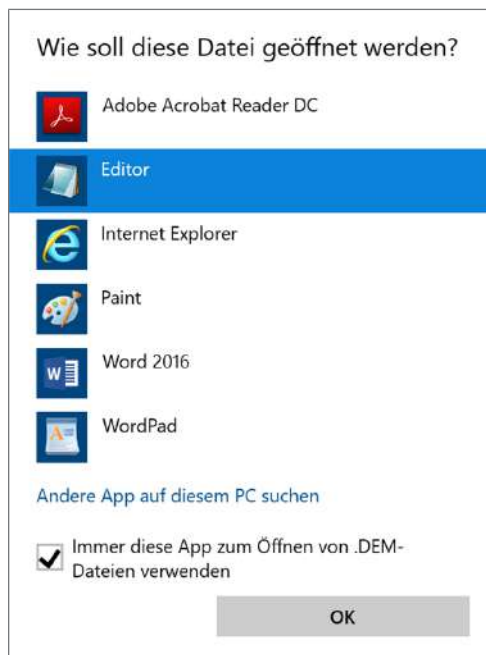 Wie soll diese Datei geöffnet werden?
Adobe Acrobat Reader DC
Editor
Internet Explorer
Paint
Word 2016
WordPad
Andere App auf diesem PC suchen
Immer diese App zum Öffnen von .DEM-
Dateien verwenden
OK